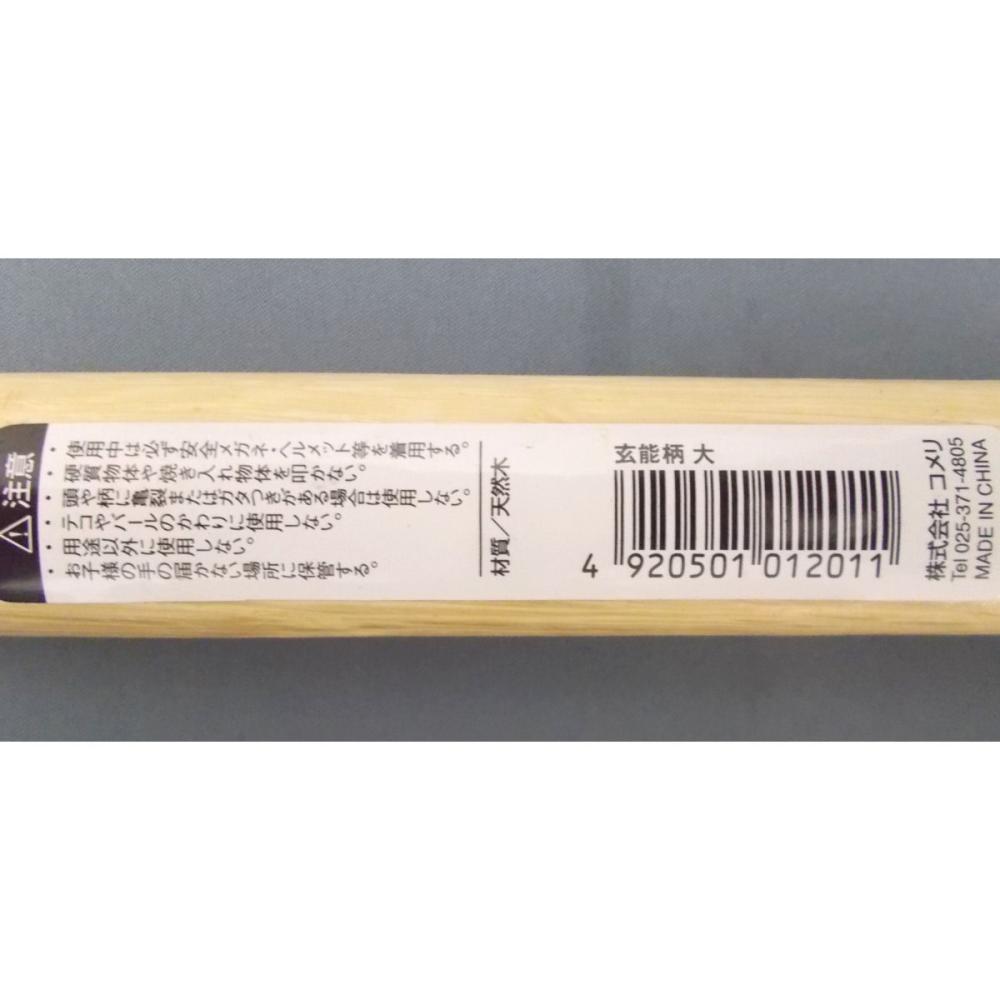 注意
・使用中は必ず安全メガネ・ヘルメット等を着用する。
・硬質物体や焼き入れ物体を叩かない。
・頭や柄に亀裂またはガタつきがある場合は使用しない。
・テコやバールのかわりに使用しない。
・用途以外に使用しない。
・お子様の手の届かない場所に保管する。
材質／天然木
玄能柄 大
4 920501 012011
株式会社 コメリ
Tel 025-371-4805
MADE IN CHINA